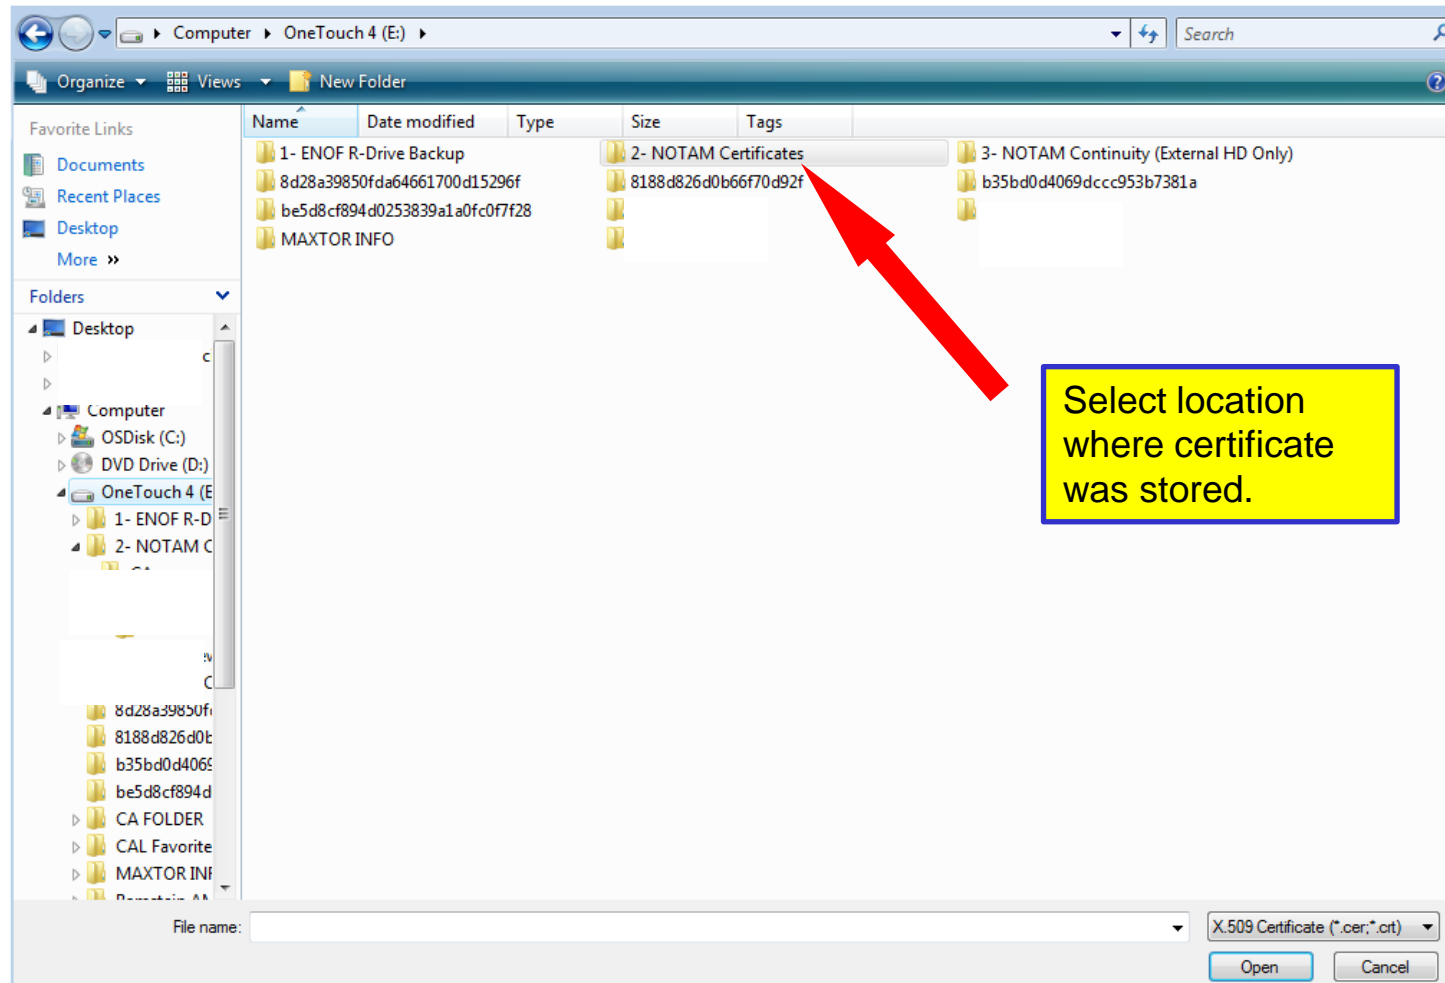 Computer ▸ OneTouch 4 (E:) ▸
Search
Organize Views New Folder
Favorite Links
Documents
Recent Places
Desktop
More »
Folders
Desktop
c
Computer
OSDisk (C:)
DVD Drive (D:)
OneTouch 4 (E
1- ENOF R-D
2- NOTAM C
C
8d28a39850f
8188d826d0b
b35bd0d4069
be5d8cf894d
CA FOLDER
CAL Favorite
MAXTOR INF
Name Date modified Type Size Tags
1- ENOF R-Drive Backup 2- NOTAM Certificates 3- NOTAM Continuity (External HD Only)
8d28a39850fda64661700d15296f 8188d826d0b66f70d92f b35bd0d4069dccc953b7381a
be5d8cf894d0253839a1a0fc0f7f28
MAXTOR INFO
Select location
where certificate
was stored.
File name:
X.509 Certificate (*.cer;*.crt)
Open Cancel